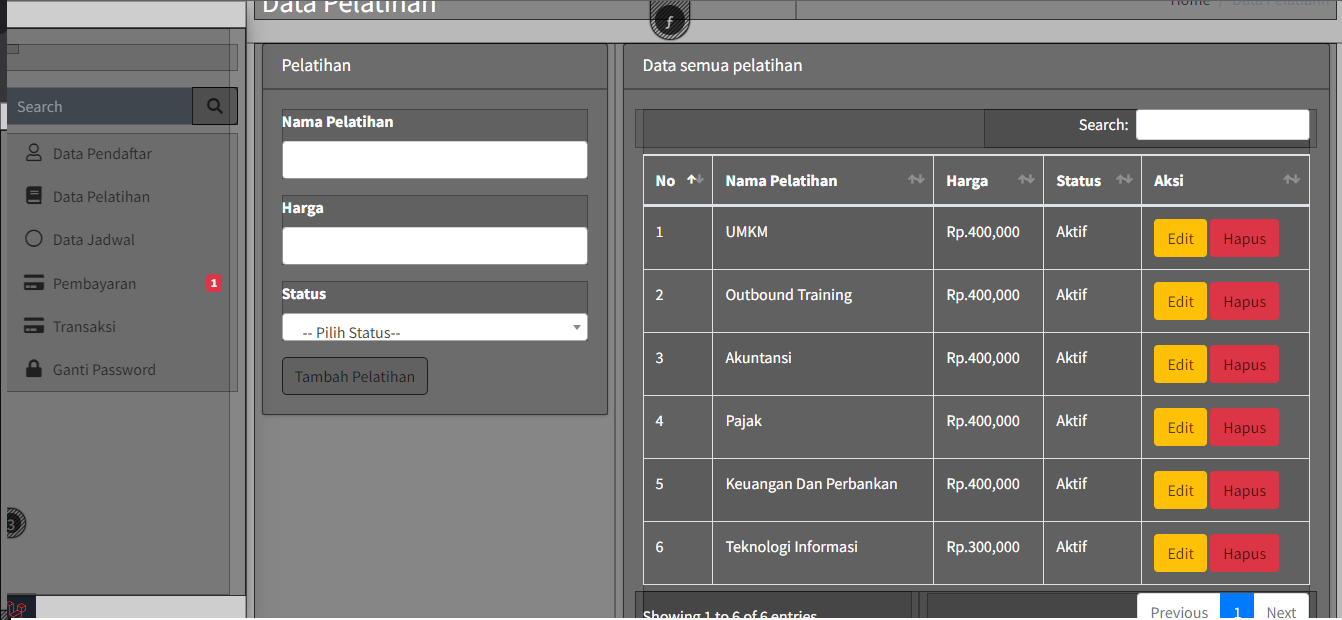 Data Pelatihan
Home / Data Pelatihan
Search
Data Pendaftar
Data Pelatihan
Data Jadwal
Pembayaran 1
Transaksi
Ganti Password
3
Pelatihan
Nama Pelatihan
Harga
Status
-- Pilih Status--
Tambah Pelatihan
Data semua pelatihan
Search:
No Nama Pelatihan Harga Status Aksi
1 UMKM Rp.400,000 Aktif Edit Hapus
2 Outbound Training Rp.400,000 Aktif Edit Hapus
3 Akuntansi Rp.400,000 Aktif Edit Hapus
4 Pajak Rp.400,000 Aktif Edit Hapus
5 Keuangan Dan Perbankan Rp.400,000 Aktif Edit Hapus
6 Teknologi Informasi Rp.300,000 Aktif Edit Hapus
Showing 1 to 6 of 6 entries
Previous 1 Next